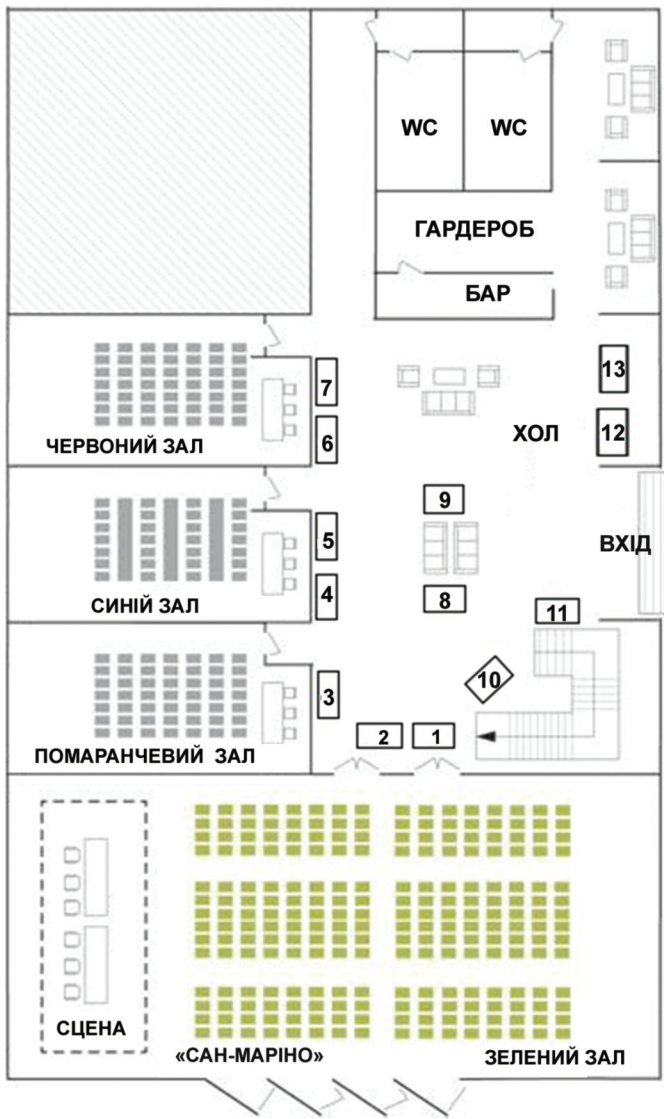 WC WC
ГАРДЕРОБ
БАР
7
13
6
ХОЛ
12
ЧЕРВОНИЙ ЗАЛ
9
5
ВХІД
4
8
11
СИНІЙ ЗАЛ
10
3
2
1
ПОМАРАНЧЕВИЙ ЗАЛ
СЦЕНА
«САН-МАРІНО»
ЗЕЛЕНИЙ ЗАЛ